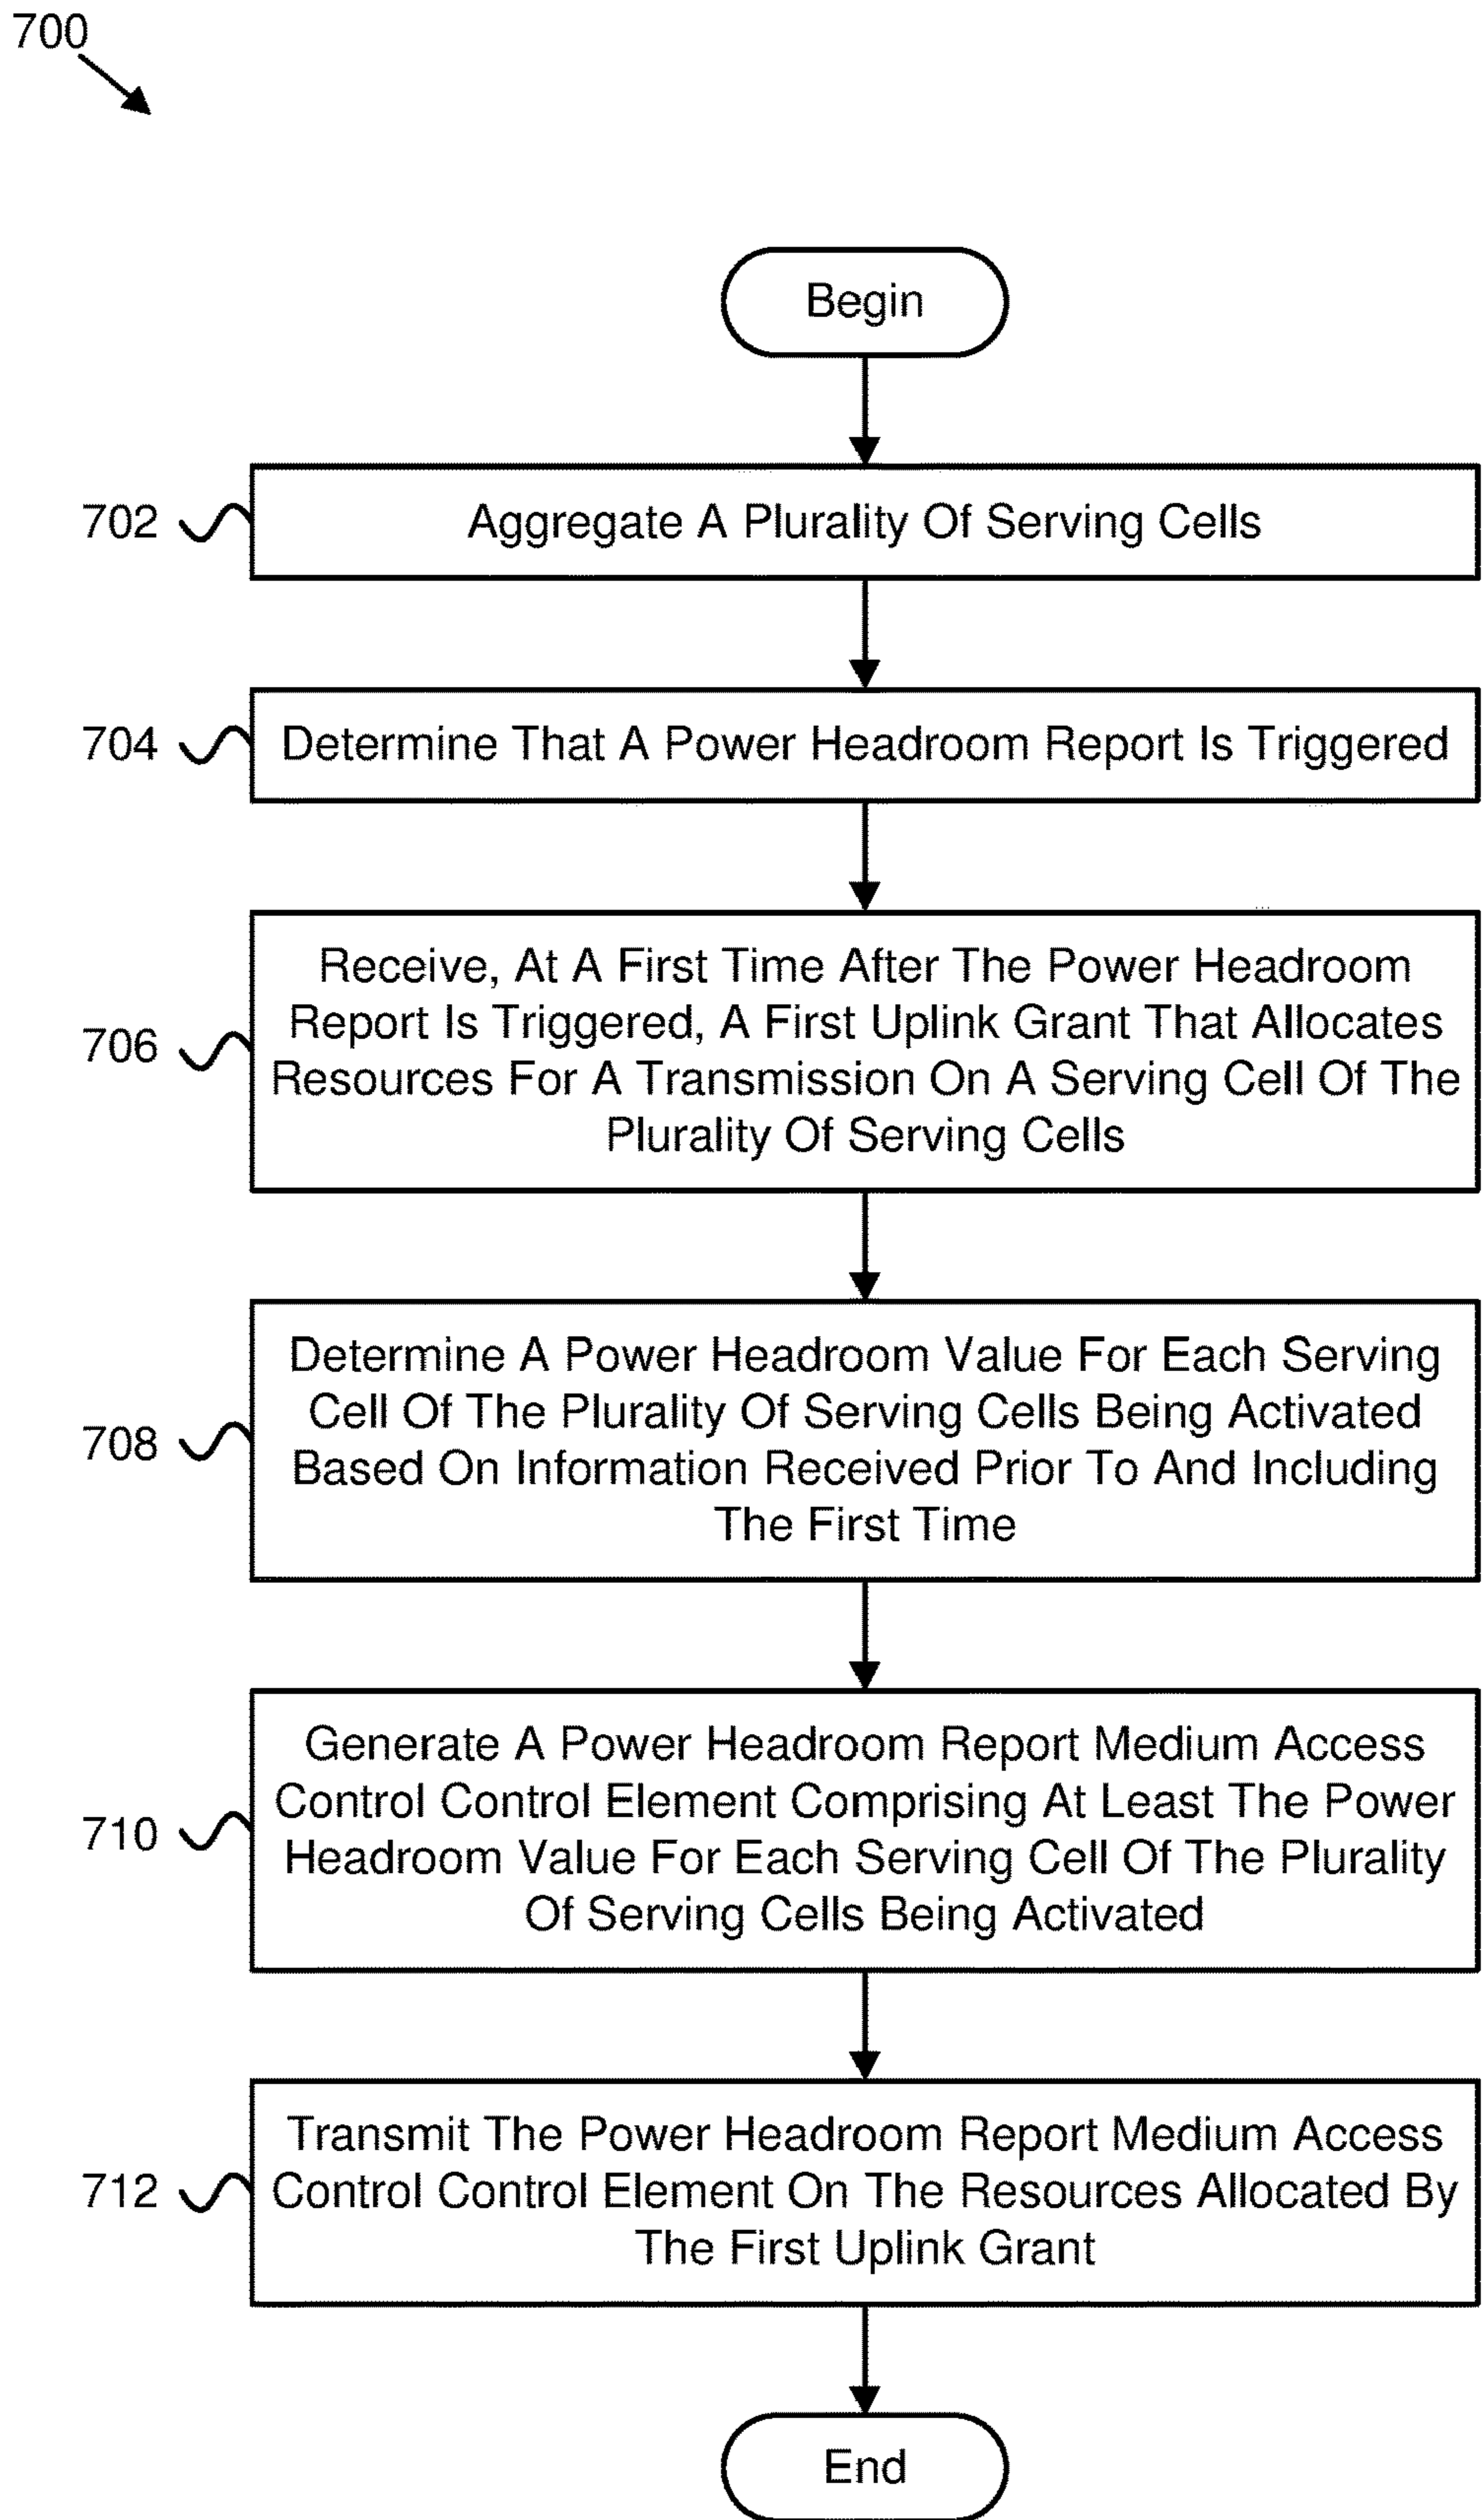 700
Begin
702
Aggregate A Plurality Of Serving Cells
704
Determine That A Power Headroom Report Is Triggered
706
Receive, At A First Time After The Power Headroom
Report Is Triggered, A First Uplink Grant That Allocates
Resources For A Transmission On A Serving Cell Of The
Plurality Of Serving Cells
708
Determine A Power Headroom Value For Each Serving
Cell Of The Plurality Of Serving Cells Being Activated
Based On Information Received Prior To And Including
The First Time
710
Generate A Power Headroom Report Medium Access
Control Control Element Comprising At Least The Power
Headroom Value For Each Serving Cell Of The Plurality
Of Serving Cells Being Activated
712
Transmit The Power Headroom Report Medium Access
Control Control Element On The Resources Allocated By
The First Uplink Grant
End